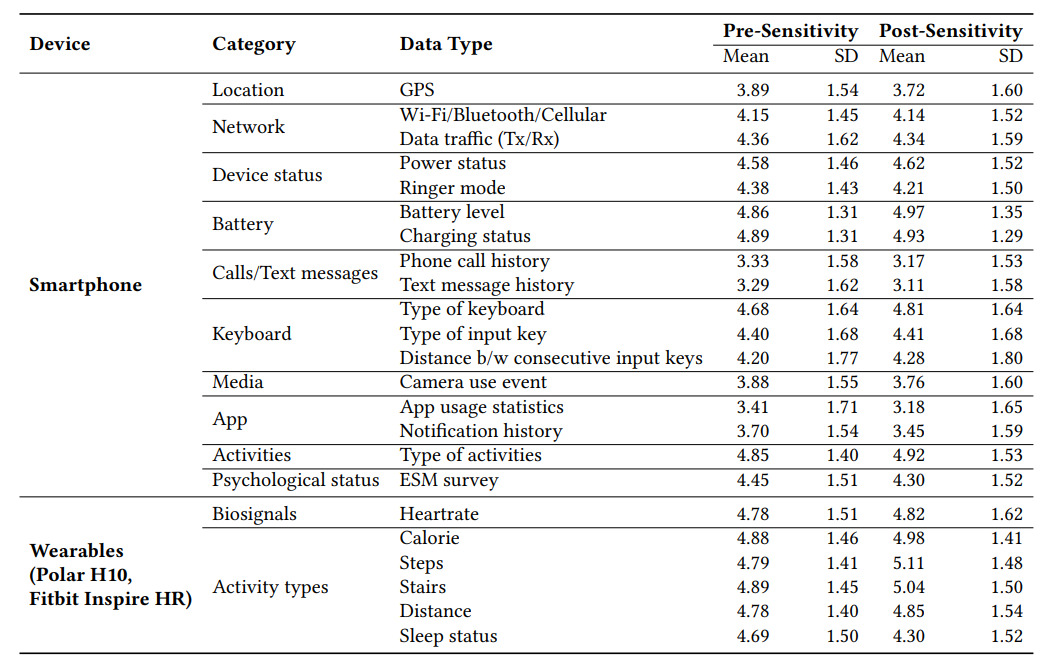 Device Category Data Type Pre-Sensitivity Post-Sensitivity
Mean SD Mean SD
Location GPS 3.89 1.54 3.72 1.60
Network Wi-Fi/Bluetooth/Cellular 4.15 1.45 4.14 1.52
Data traffic (Tx/Rx) 4.36 1.62 4.34 1.59
Device status Power status 4.58 1.46 4.62 1.52
Ringer mode 4.38 1.43 4.21 1.50
Battery Battery level 4.86 1.31 4.97 1.35
Charging status 4.89 1.31 4.93 1.29
Smartphone Calls/Text messages Phone call history 3.33 1.58 3.17 1.53
Text message history 3.29 1.62 3.11 1.58
Keyboard Type of keyboard 4.68 1.64 4.81 1.64
Type of input key 4.40 1.68 4.41 1.68
Distance b/w consecutive input keys 4.20 1.77 4.28 1.80
Media Camera use event 3.88 1.55 3.76 1.60
App App usage statistics 3.41 1.71 3.18 1.65
Notification history 3.70 1.54 3.45 1.59
Activities Type of activities 4.85 1.40 4.92 1.53
Psychological status ESM survey 4.45 1.51 4.30 1.52
Wearables
(Polar H10,
Fitbit Inspire HR)
Biosignals Heartrate 4.78 1.51 4.82 1.62
Activity types Calorie 4.88 1.46 4.98 1.41
Steps 4.79 1.41 5.11 1.48
Stairs 4.89 1.45 5.04 1.50
Distance 4.78 1.40 4.85 1.54
Sleep status 4.69 1.50 4.30 1.52